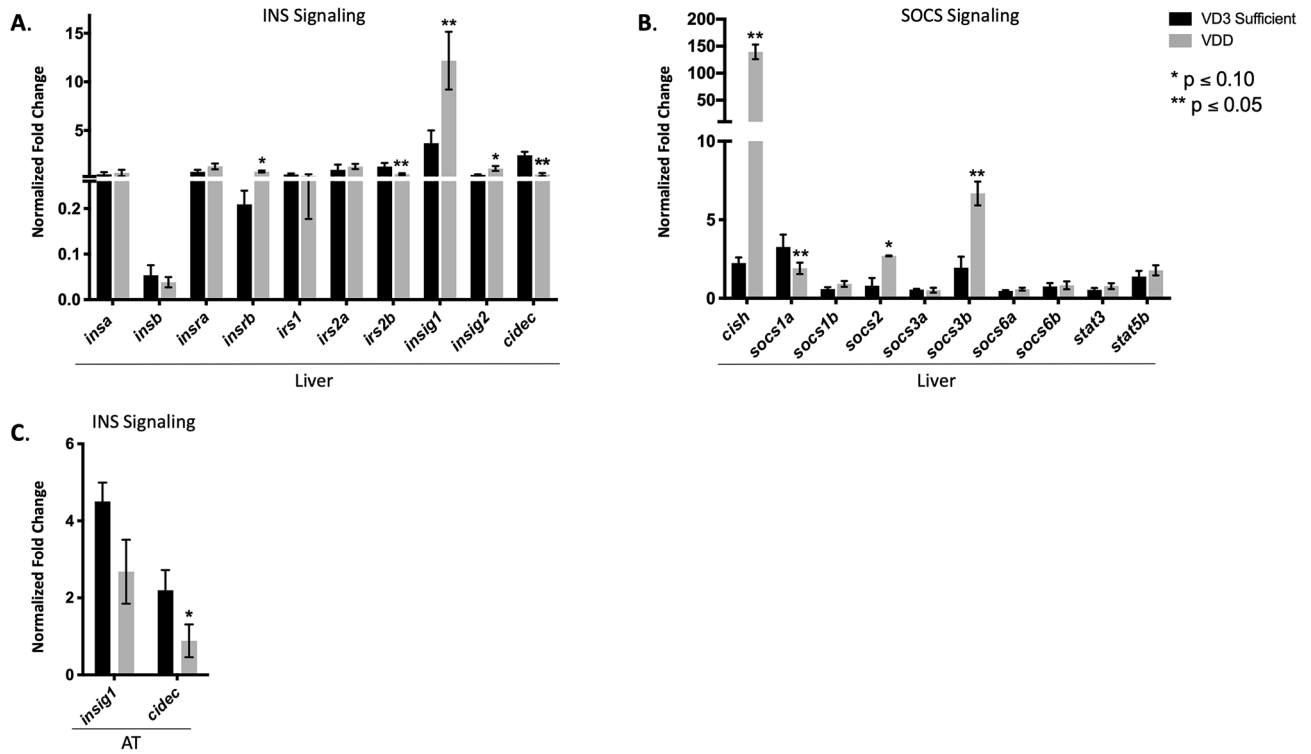 A.
INS Signaling
Normalized Fold Change
15
10
5
0.2
0.1
0.0
insa
insb
insra
insrb
irs1
irs2a
irs2b
insig1
insig2
cidec
*
**
**
*
**
Liver
B.
SOCS Signaling
Normalized Fold Change
200
150
100
50
10
5
0
cish
socs1a
socs1b
socs2
socs3a
socs3b
socs6a
socs6b
stat3
stat5b
**
**
*
**
Liver
VD3 Sufficient
VDD
* p ≤ 0.10
** p ≤ 0.05
C.
INS Signaling
Normalized Fold Change
6
4
2
0
insig1
cidec
*
AT